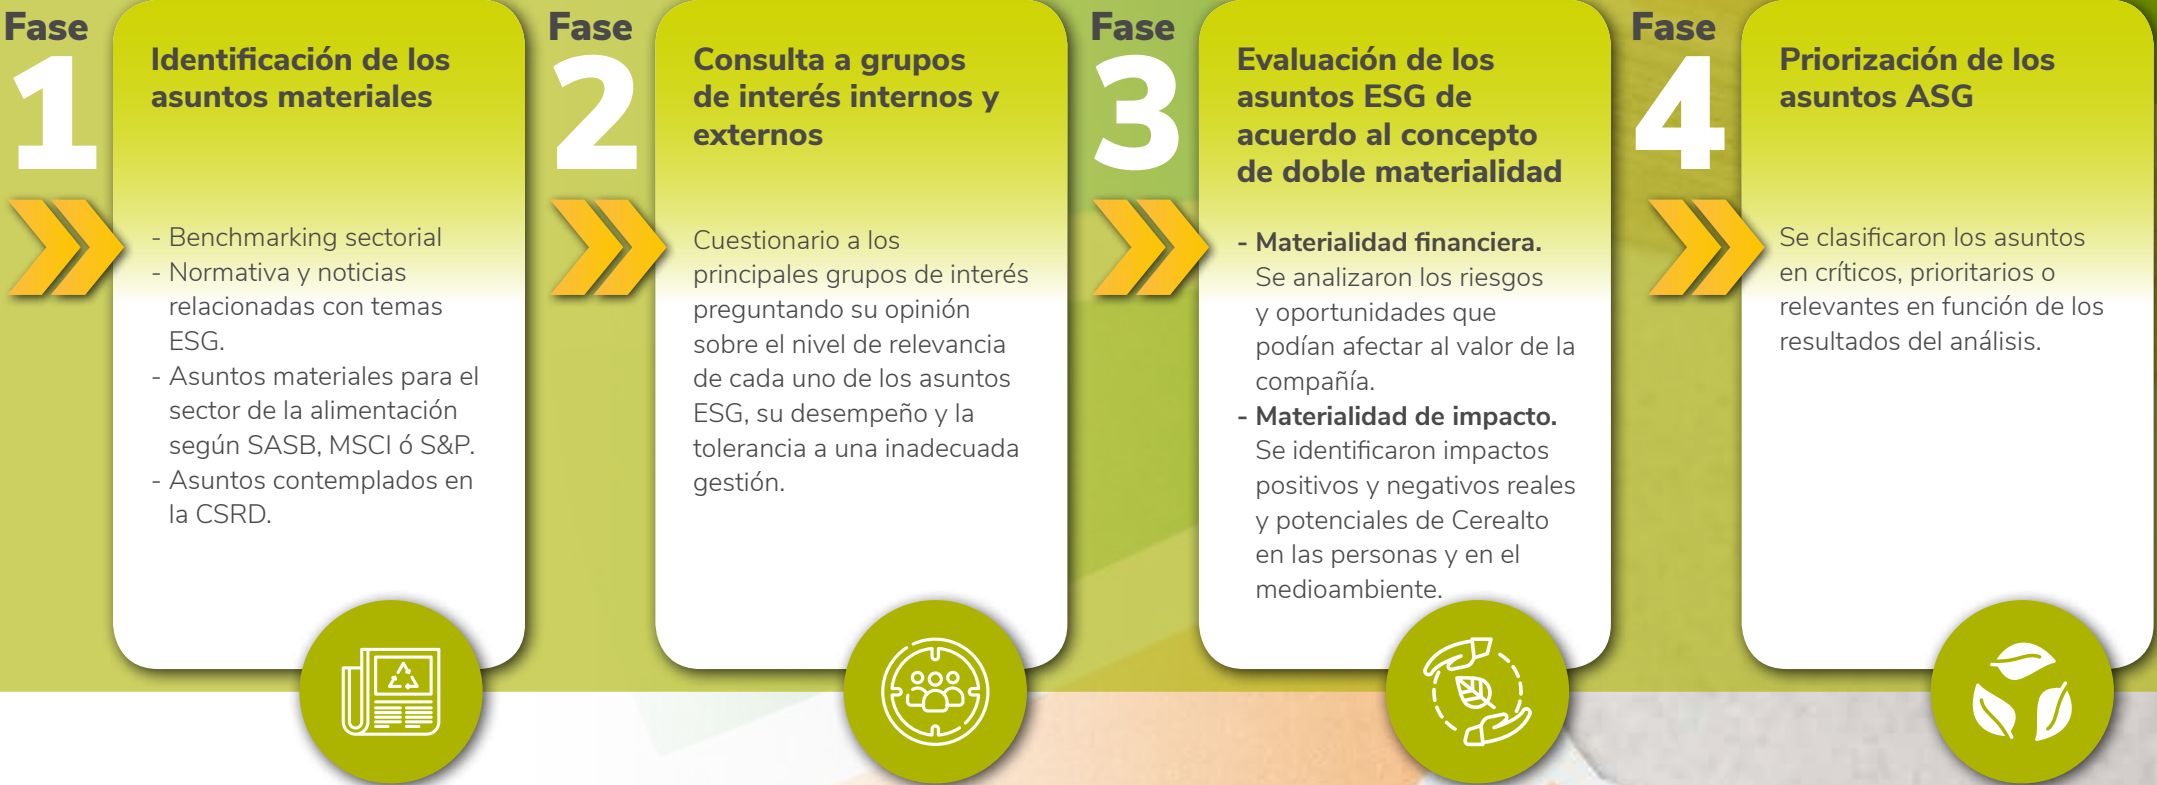 Fase
1
Identificación de los
asuntos materiales
- Benchmarking sectorial
- Normativa y noticias
relacionadas con temas
ESG.
- Asuntos materiales para el
sector de la alimentación
según SASB, MSCI ó S&P.
- Asuntos contemplados en
la CSRD.
Fase
2
Consulta a grupos
de interés internos y
externos
Cuestionario a los
principales grupos de interés
preguntando su opinión
sobre el nivel de relevancia
de cada uno de los asuntos
ESG, su desempeño y la
tolerancia a una inadecuada
gestión.
Fase
3
Evaluación de los
asuntos ESG de
acuerdo al concepto
de doble materialidad
- Materialidad financiera.
Se analizaron los riesgos
y oportunidades que
podían afectar al valor de la
compañía.
- Materialidad de impacto.
Se identificaron impactos
positivos y negativos reales
y potenciales de Cerealto
en las personas y en el
medioambiente.
Fase
4
Priorización de los
asuntos ASG
Se clasificaron los asuntos
en críticos, prioritarios o
relevantes en función de los
resultados del análisis.